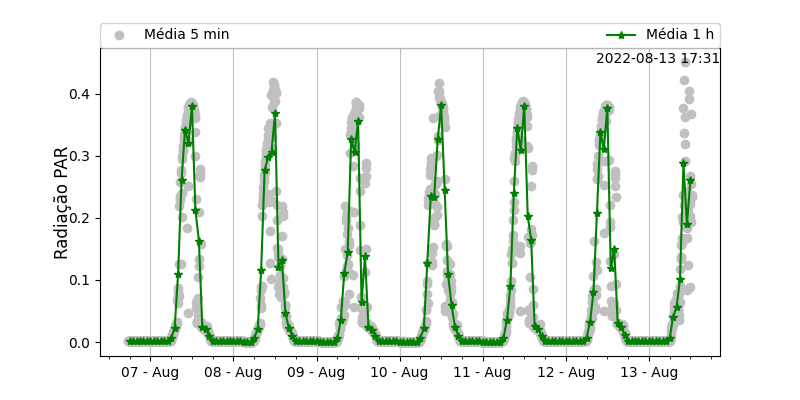 Média 5 min
Média 1 h
2022-08-13 17:31
Radiação PAR
0.4
0.3
0.2
0.1
0.0
07 - Aug
08 - Aug
09 - Aug
10 - Aug
11 - Aug
12 - Aug
13 - Aug